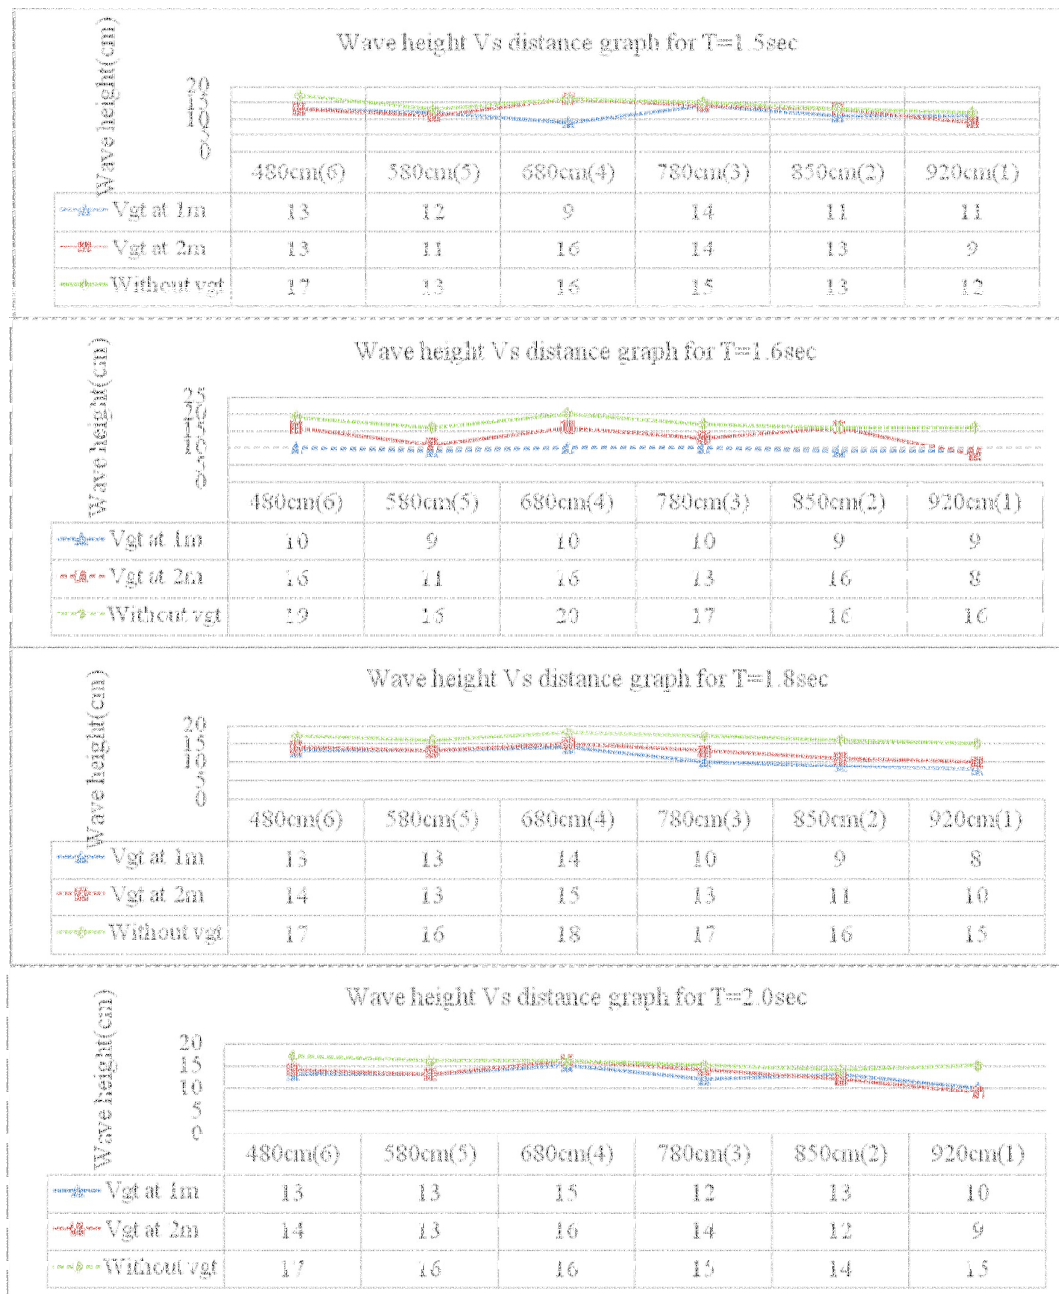 Wave height Vs distance graph for T=1.5sec
Wave height(cm)
20
15
10
5
0
480cm(6) 580cm(5) 680cm(4) 780cm(3) 850cm(2) 920cm(1)
Vgt at 1m 13 12 9 14 11 11
Vgt at 2m 13 11 16 14 13 9
Without vgt 17 13 16 15 13 12
Wave height Vs distance graph for T=1.6sec
Wave height(cm)
25
20
15
10
5
0
480cm(6) 580cm(5) 680cm(4) 780cm(3) 850cm(2) 920cm(1)
Vgt at 1m 10 9 10 10 9 9
Vgt at 2m 16 11 16 13 16 8
Without vgt 19 16 20 17 16 16
Wave height Vs distance graph for T=1.8sec
Wave height(cm)
20
15
10
5
0
480cm(6) 580cm(5) 680cm(4) 780cm(3) 850cm(2) 920cm(1)
Vgt at 1m 13 13 14 10 9 8
Vgt at 2m 14 13 15 13 11 10
Without vgt 17 16 18 17 16 15
Wave height Vs distance graph for T=2.0sec
Wave height(cm)
20
15
10
5
0
480cm(6) 580cm(5) 680cm(4) 780cm(3) 850cm(2) 920cm(1)
Vgt at 1m 13 13 15 12 13 10
Vgt at 2m 14 13 16 14 12 9
Without vgt 17 16 16 15 14 15